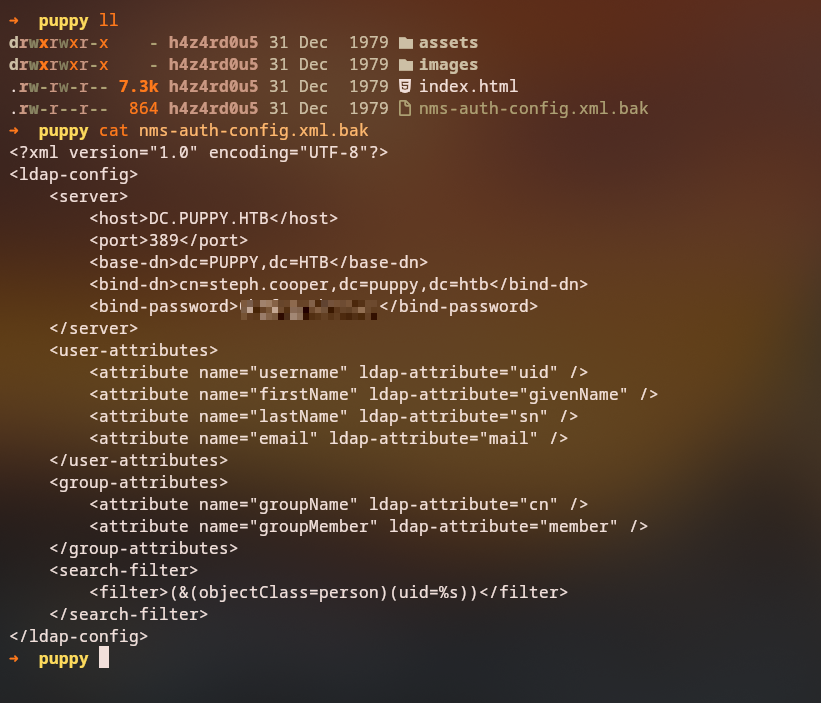 → puppy ll
drwxrwxr-x - h4z4rd0u5 31 Dec 1979 assets
drwxrwxr-x - h4z4rd0u5 31 Dec 1979 images
.rw-rw-r-- 7.3k h4z4rd0u5 31 Dec 1979 index.html
.rw-r--r-- 864 h4z4rd0u5 31 Dec 1979 nms-auth-config.xml.bak
→ puppy cat nms-auth-config.xml.bak
<?xml version="1.0" encoding="UTF-8"?>
<ldap-config>
    <server>
        <host>DC.PUPPY.HTB</host>
        <port>389</port>
        <base-dn>dc=PUPPY,dc=HTB</base-dn>
        <bind-dn>cn=steph.cooper,dc=puppy,dc=htb</bind-dn>
        <bind-password></bind-password>
    </server>
    <user-attributes>
        <attribute name="username" ldap-attribute="uid" />
        <attribute name="firstName" ldap-attribute="givenName" />
        <attribute name="lastName" ldap-attribute="sn" />
        <attribute name="email" ldap-attribute="mail" />
    </user-attributes>
    <group-attributes>
        <attribute name="groupName" ldap-attribute="cn" />
        <attribute name="groupMember" ldap-attribute="member" />
    </group-attributes>
    <search-filter>
        <filter>(&(objectClass=person)(uid=%s))</filter>
    </search-filter>
</ldap-config>
→ puppy